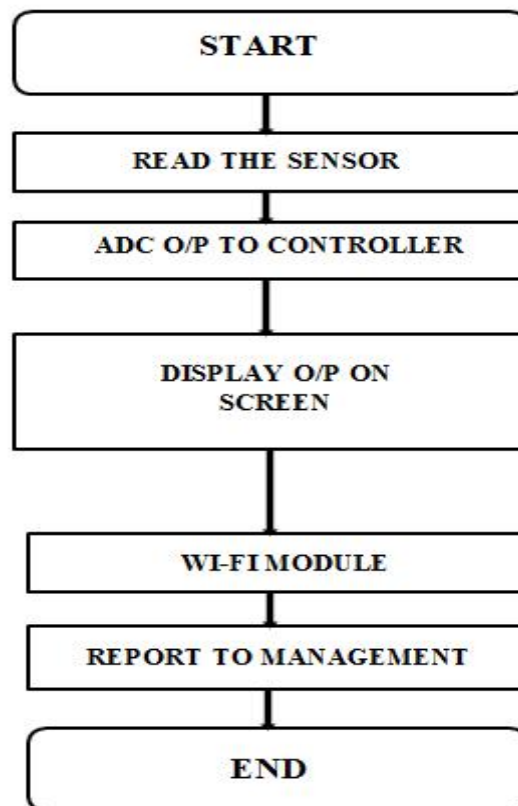 START
READ THE SENSOR
ADC O/P TO CONTROLLER
DISPLAY O/P ON
SCREEN
WI-FI MODULE
REPORT TO MANAGEMENT
END